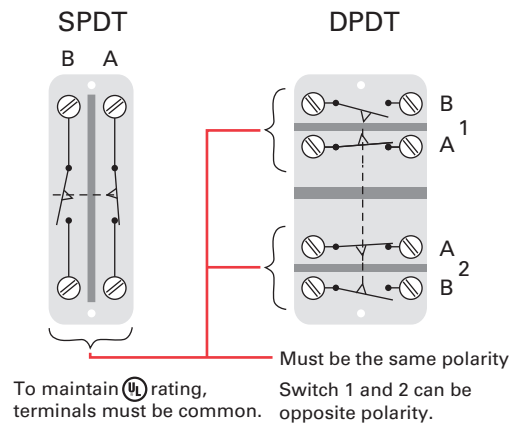 SPDT
B A
DPDT
B
1
A
A
2
B
Must be the same polarity
To maintain UL rating,
terminals must be common.
Switch 1 and 2 can be
opposite polarity.